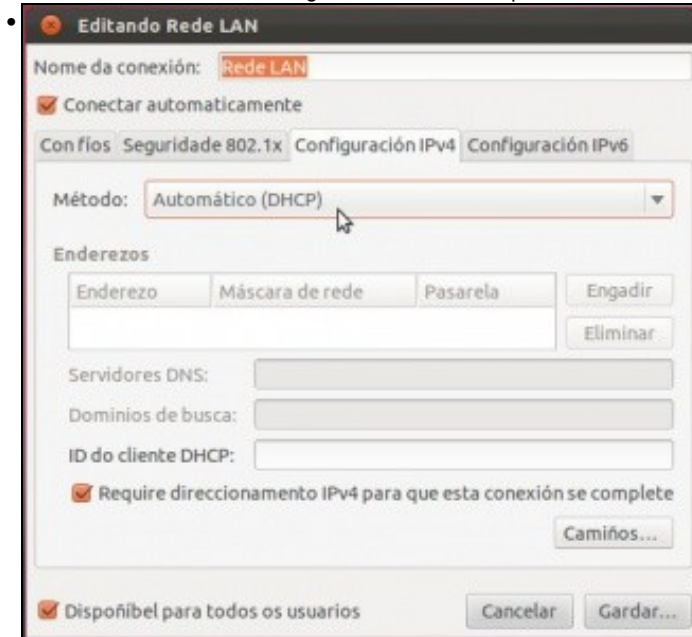 Editando Rede LAN
Nome da conexión: Rede LAN
Conectar automaticamente
Con fíos Seguridade 802.1x Configuración IPv4 Configuración IPv6
Método: Automático (DHCP)
Enderezos
Enderezo Máscara de rede Pasarela Engadir
Eliminar
Servidores DNS:
Dominios de busca:
ID do cliente DHCP:
Require direccionamento IPv4 para que esta conexión se complete
Camiños...
Dispoñíbel para todos os usuarios Cancelar Gardar...